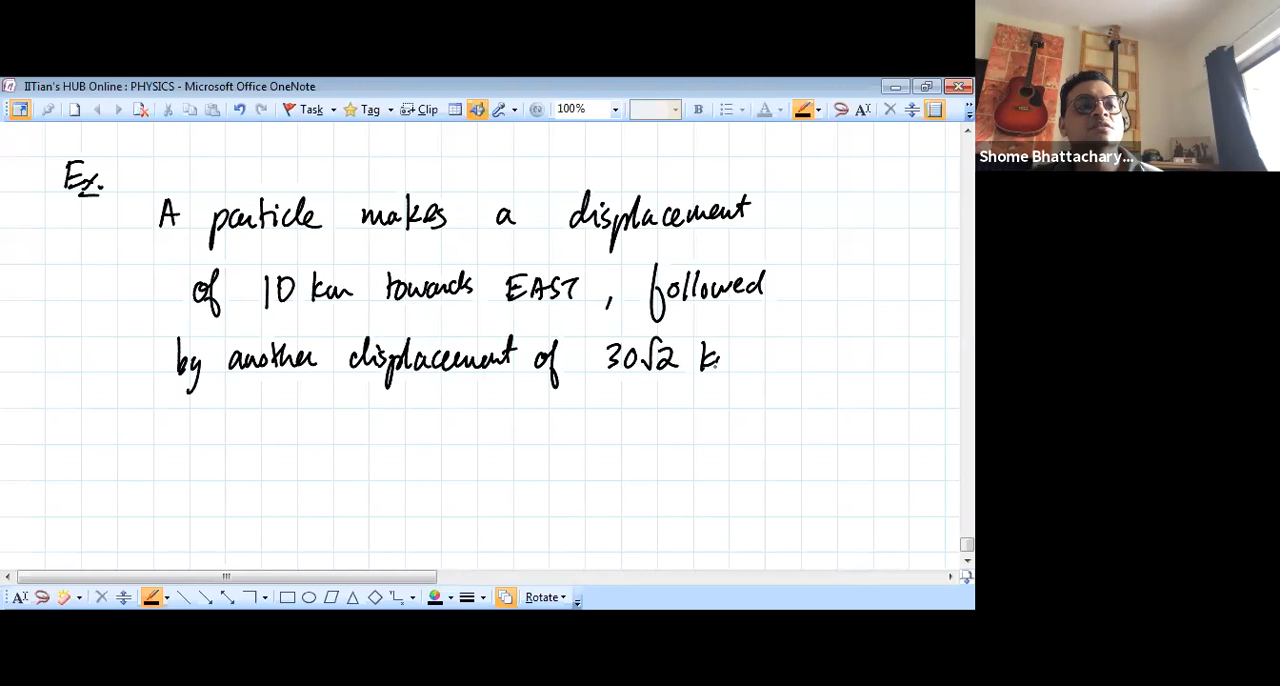 IITian's HUB Online : PHYSICS - Microsoft Office OneNote
Task Tag Clip 100% B A
Shome Bhattachary...
Ex.
A particle makes a displacement
of 10 km towards EAST, followed
by another displacement of 30√2 k
Rotate